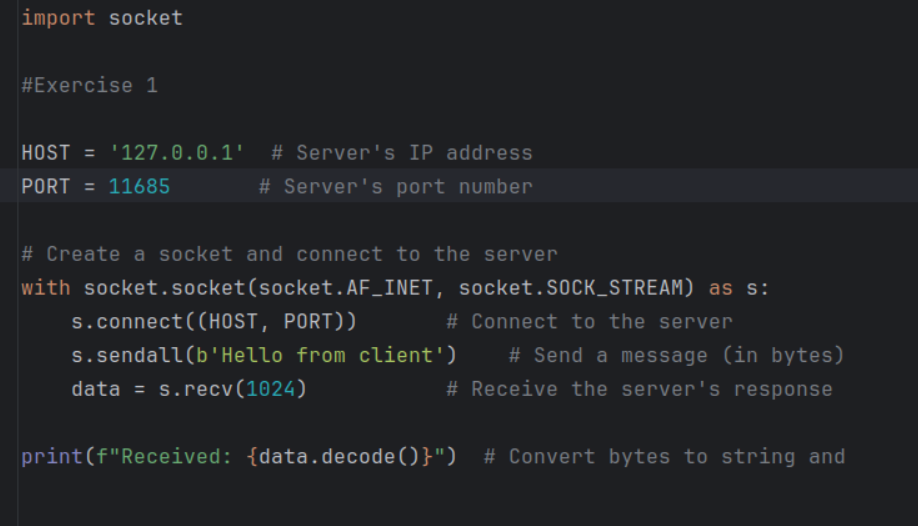 import socket
#Exercise 1
HOST = '127.0.0.1'  # Server's IP address
PORT = 11685       # Server's port number
# Create a socket and connect to the server
with socket.socket(socket.AF_INET, socket.SOCK_STREAM) as s:
    s.connect((HOST, PORT))       # Connect to the server
    s.sendall(b'Hello from client')    # Send a message (in bytes)
    data = s.recv(1024)           # Receive the server's response
print(f"Received: {data.decode()}")  # Convert bytes to string and